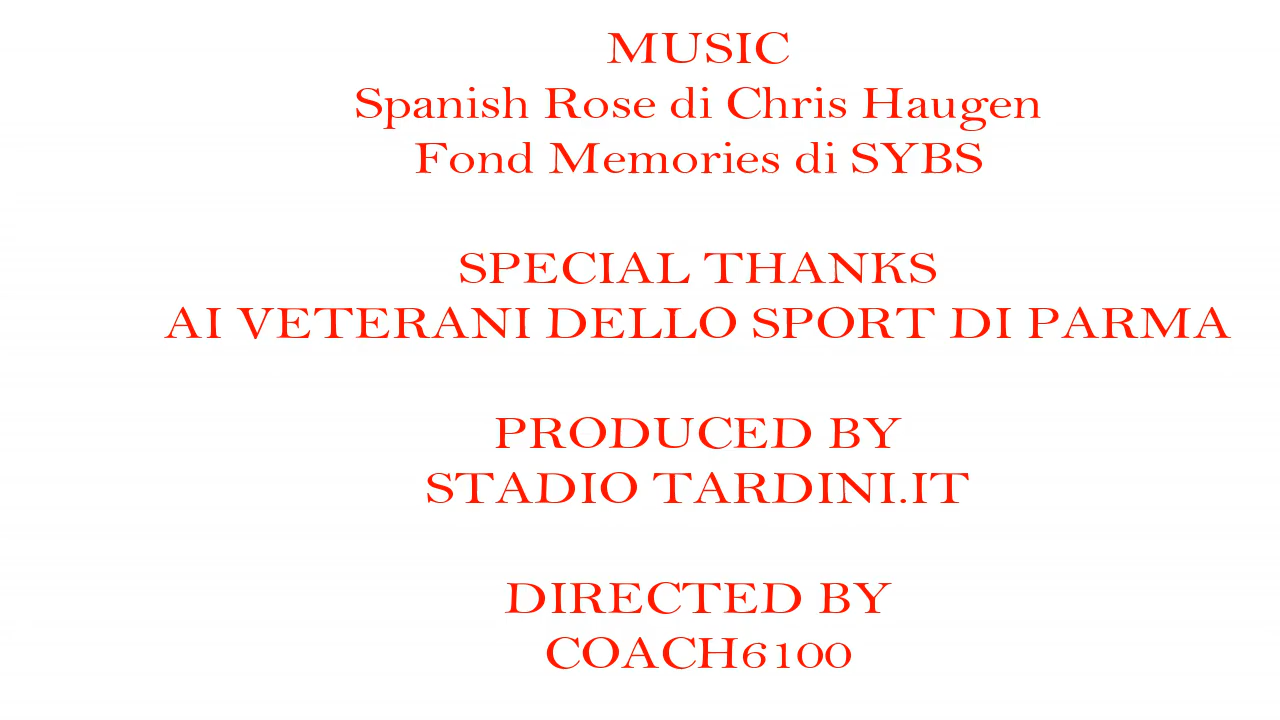 MUSIC
Spanish Rose di Chris Haugen
Fond Memories di SYBS
SPECIAL THANKS
AI VETERANI DELLO SPORT DI PARMA
PRODUCED BY
STADIO TARDINI.IT
DIRECTED BY
COACH6100